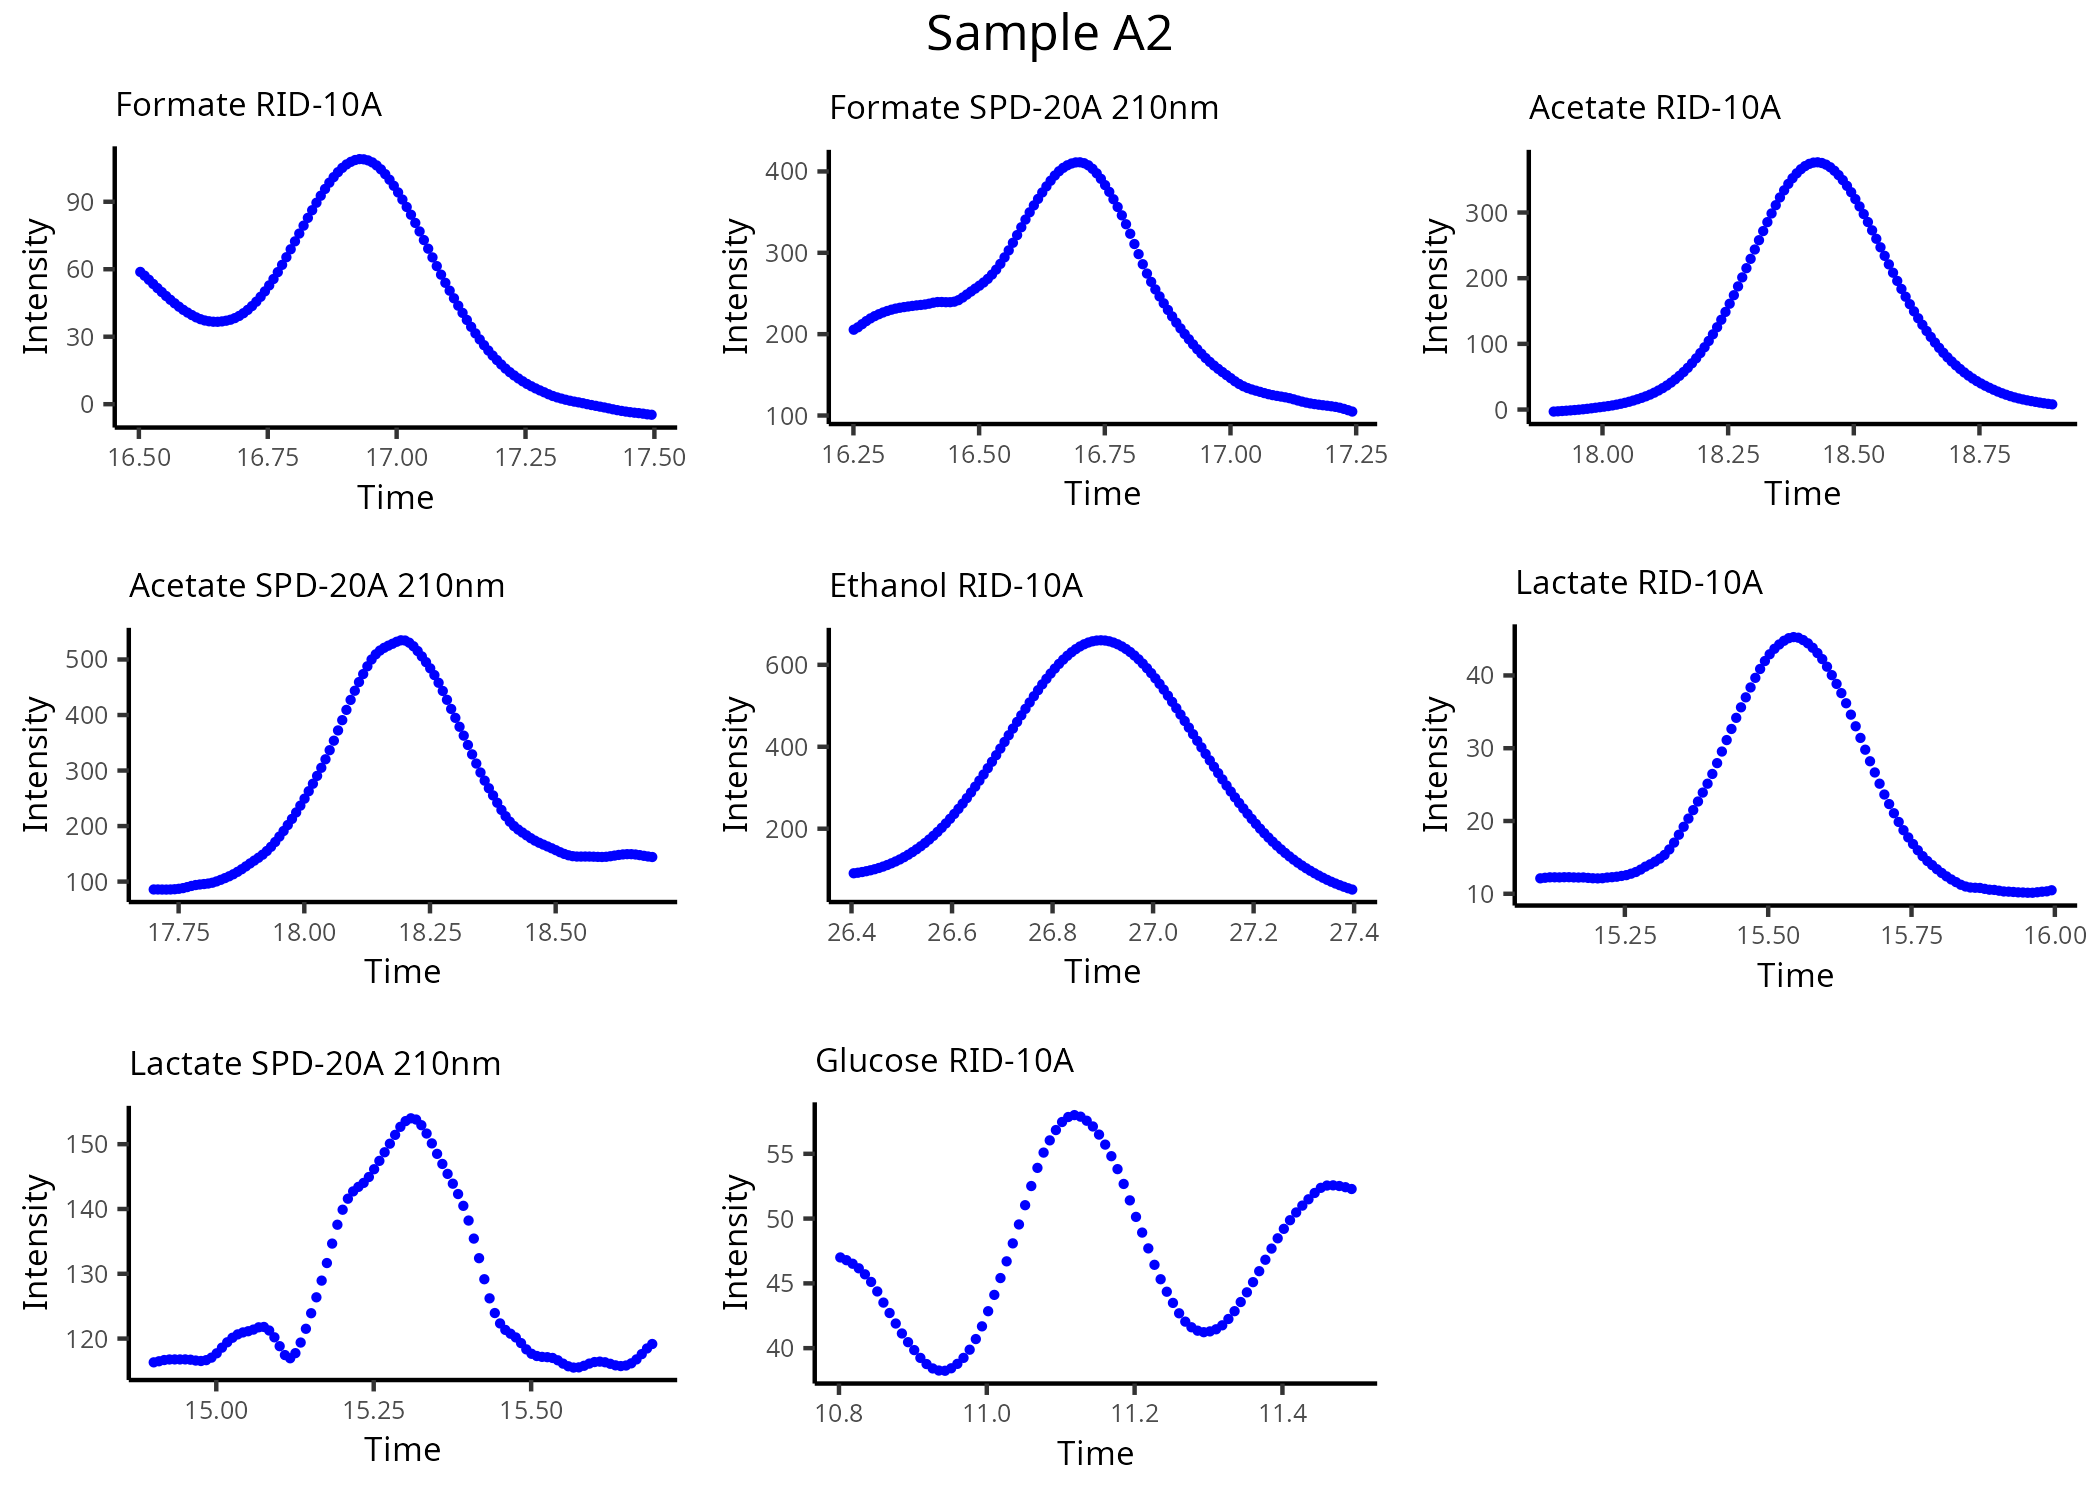 Sample A2
Formate RID-10A
Intensity
90
60
30
0
16.50 16.75 17.00 17.25 17.50
Time
Formate SPD-20A 210nm
Intensity
400
300
200
100
16.25 16.50 16.75 17.00 17.25
Time
Acetate RID-10A
Intensity
300
200
100
0
18.00 18.25 18.50 18.75
Time
Acetate SPD-20A 210nm
Intensity
500
400
300
200
100
17.75 18.00 18.25 18.50
Time
Ethanol RID-10A
Intensity
600
400
200
26.4 26.6 26.8 27.0 27.2 27.4
Time
Lactate RID-10A
Intensity
40
30
20
10
15.25 15.50 15.75 16.00
Time
Lactate SPD-20A 210nm
Intensity
150
140
130
120
15.00 15.25 15.50
Time
Glucose RID-10A
Intensity
55
50
45
40
10.8 11.0 11.2 11.4
Time